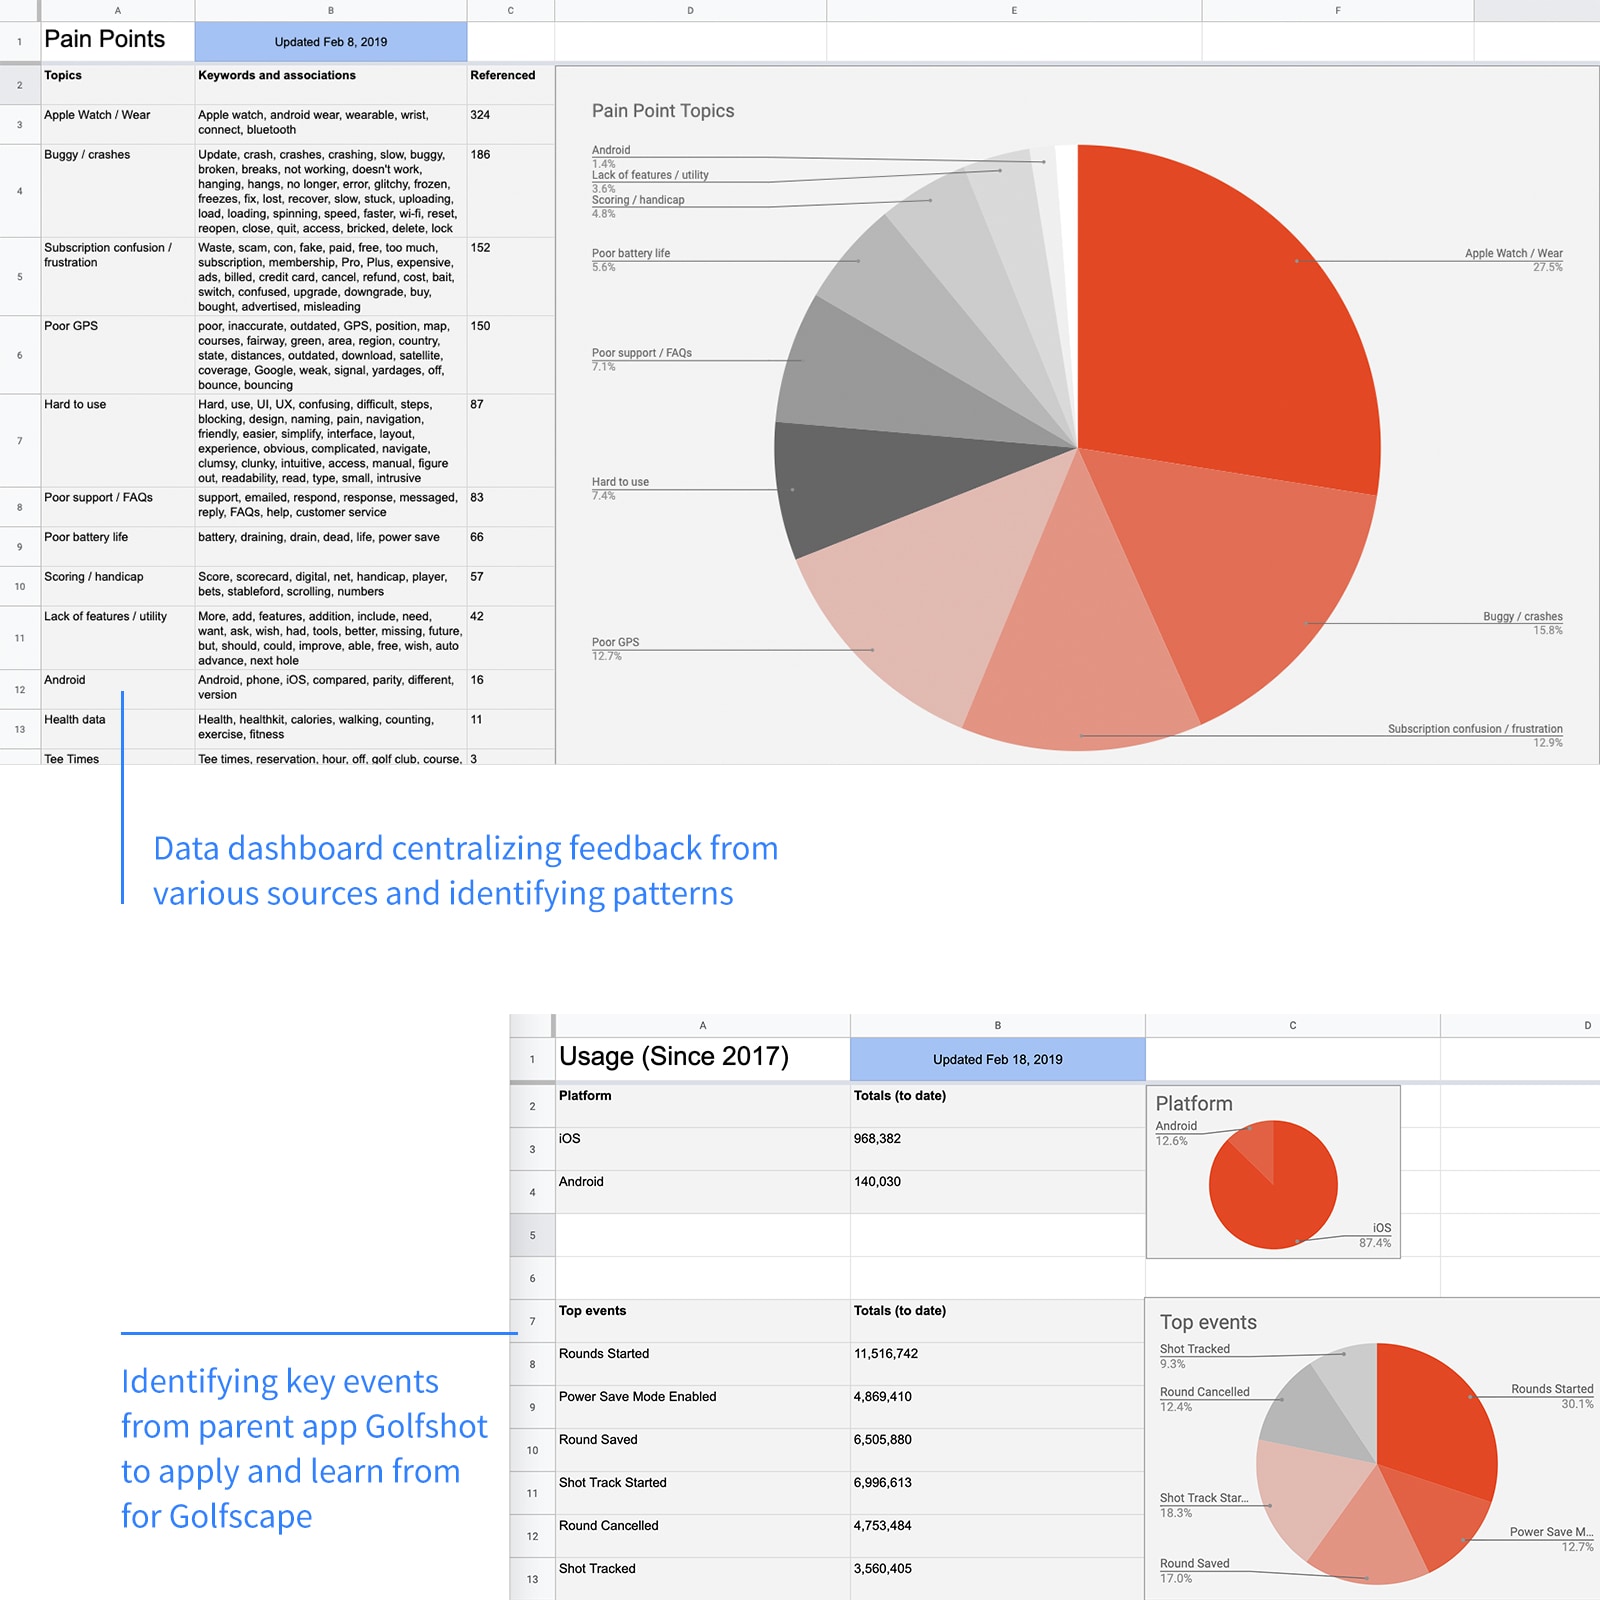 A B C D E F
1 Pain Points Updated Feb 8, 2019
2 Topics Keywords and associations Referenced
3 Apple Watch / Wear Apple watch, android wear, wearable, wrist, 324
connect, bluetooth
4 Buggy / crashes Update, crash, crashes, crashing, slow, buggy, 186
broken, breaks, not working, doesn't work,
hanging, hangs, no longer, error, glitchy, frozen,
freezes, fix, lost, recover, slow, stuck, uploading,
load, loading, spinning, speed, faster, wi-fi, reset,
reopen, close, quit, access, bricked, delete, lock
5 Subscription confusion / Waste, scam, con, fake, paid, free, too much, 152
frustration subscription, membership, Pro, Plus, expensive,
ads, billed, credit card, cancel, refund, cost, bait,
switch, confused, upgrade, downgrade, buy,
bought, advertised, misleading
6 Poor GPS poor, inaccurate, outdated, GPS, position, map, 150
courses, fairway, green, area, region, country,
state, distances, outdated, download, satellite,
coverage, Google, weak, signal, yardages, off,
bounce, bouncing
7 Hard to use Hard, use, UI, UX, confusing, difficult, steps, 87
blocking, design, naming, pain, navigation,
friendly, easier, simplify, interface, layout,
experience, obvious, complicated, navigate,
clumsy, clunky, intuitive, access, manual, figure
out, readability, read, type, small, intrusive
8 Poor support / FAQs support, emailed, respond, response, messaged, 83
reply, FAQs, help, customer service
9 Poor battery life battery, draining, drain, dead, life, power save 66
10 Scoring / handicap Score, scorecard, digital, net, handicap, player, 57
bets, stableford, scrolling, numbers
11 Lack of features / utility More, add, features, addition, include, need, 42
want, ask, wish, had, tools, better, missing, future,
but, should, could, improve, able, free, wish, auto
advance, next hole
12 Android Android, phone, iOS, compared, parity, different, 16
version
13 Health data Health, healthkit, calories, walking, counting, 11
exercise, fitness
Tee Times Tee times, reservation, hour, off, golf club, course, 3
Pain Point Topics
Android
1.4%
Lack of features / utility
3.6%
Scoring / handicap
4.8%
Poor battery life
5.6%
Poor support / FAQs
7.1%
Hard to use
7.4%
Poor GPS
12.7%
Apple Watch / Wear
27.5%
Buggy / crashes
15.8%
Subscription confusion / frustration
12.9%
Data dashboard centralizing feedback from
various sources and identifying patterns
A B C D
1 Usage (Since 2017) Updated Feb 18, 2019
2 Platform Totals (to date)
3 iOS 968,382
4 Android 140,030
5
6
7 Top events Totals (to date)
8 Rounds Started 11,516,742
9 Power Save Mode Enabled 4,869,410
10 Round Saved 6,505,880
11 Shot Track Started 6,996,613
12 Round Cancelled 4,753,484
13 Shot Tracked 3,560,405
Platform
Android
12.6%
iOS
87.4%
Top events
Shot Tracked
9.3%
Round Cancelled
12.4%
Shot Track Star...
18.3%
Round Saved
17.0%
Rounds Started
30.1%
Power Save M...
12.7%
Identifying key events
from parent app Golfshot
to apply and learn from
for Golfscape